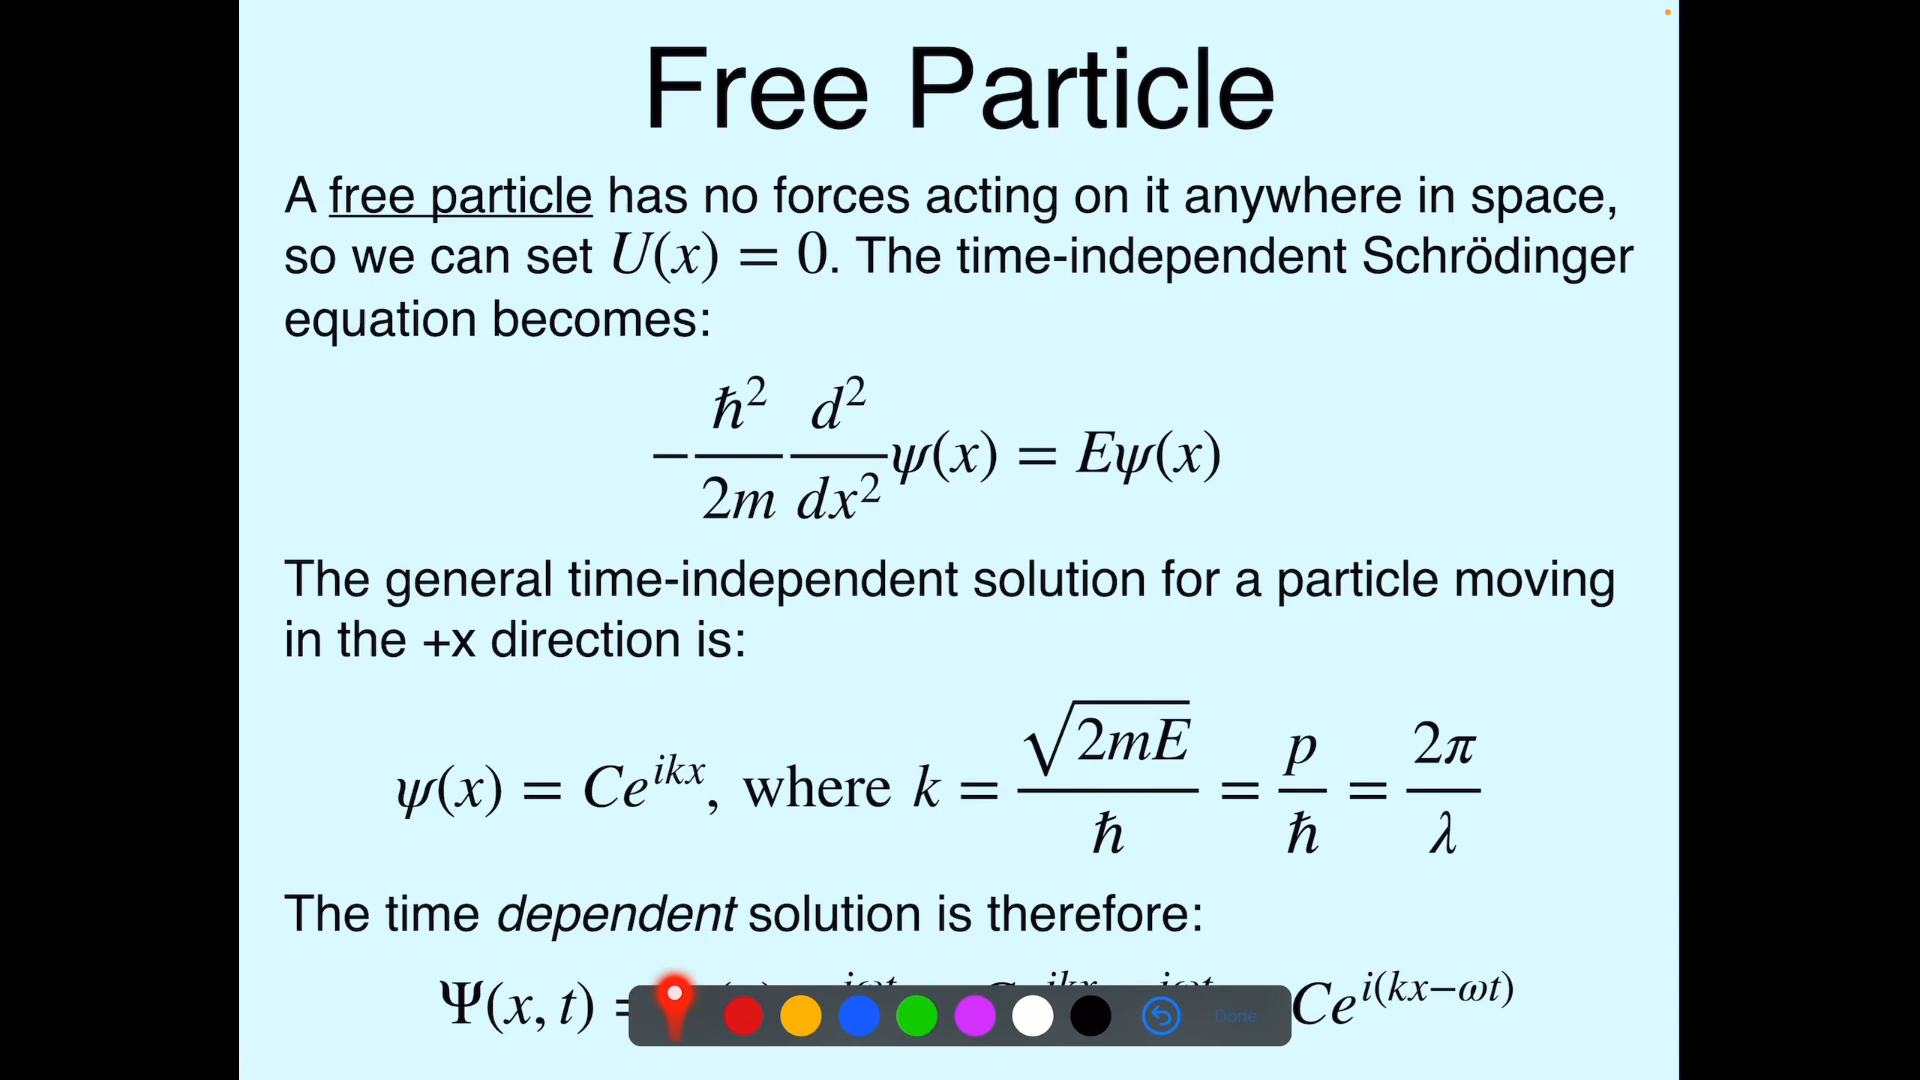 Free Particle
A free particle has no forces acting on it anywhere in space,
so we can set U(x) = 0. The time-independent Schrödinger
equation becomes:
−ħ²/2m d²/dx² ψ(x) = Eψ(x)
The general time-independent solution for a particle moving
in the +x direction is:
ψ(x) = Ce^{ikx}, where k = √(2mE)/ħ = p/ħ = 2π/λ
The time dependent solution is therefore:
Ψ(x, t) = Ce^{i(kx−ωt)}
Done